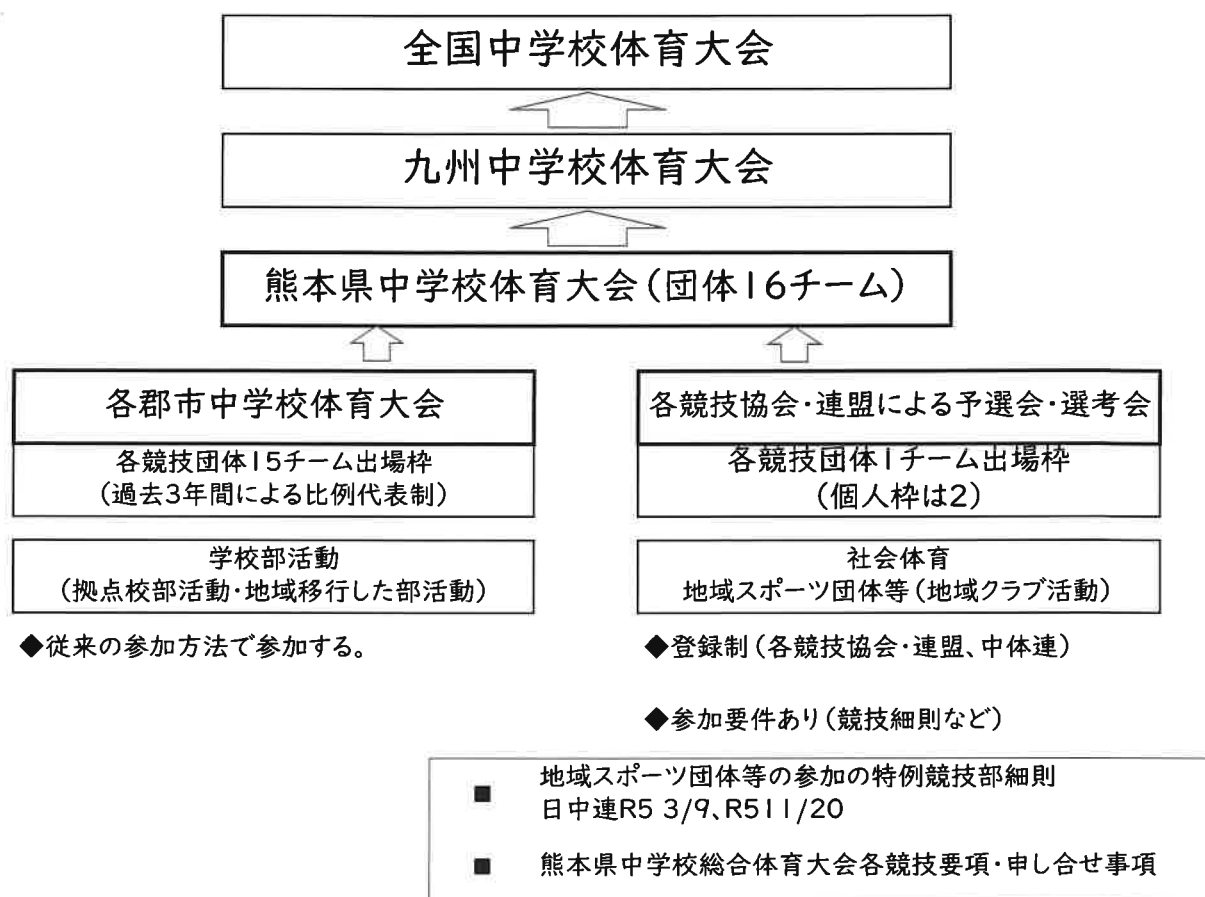 全国中学校体育大会
九州中学校体育大会
熊本県中学校体育大会(団体16チーム)
各郡市中学校体育大会
各競技団体15チーム出場枠
(過去3年間による比例代表制)
学校部活動
(拠点校部活動・地域移行した部活動)
◆従来の参加方法で参加する。
各競技協会・連盟による予選会・選考会
各競技団体1チーム出場枠
(個人枠は2)
社会体育
地域スポーツ団体等(地域クラブ活動)
◆登録制(各競技協会・連盟、中体連)
◆参加要件あり(競技細則など)
■ 地域スポーツ団体等の参加の特例競技部細則
日中連R5 3/9、R511/20
■ 熊本県中学校総合体育大会各競技要項・申し合せ事項